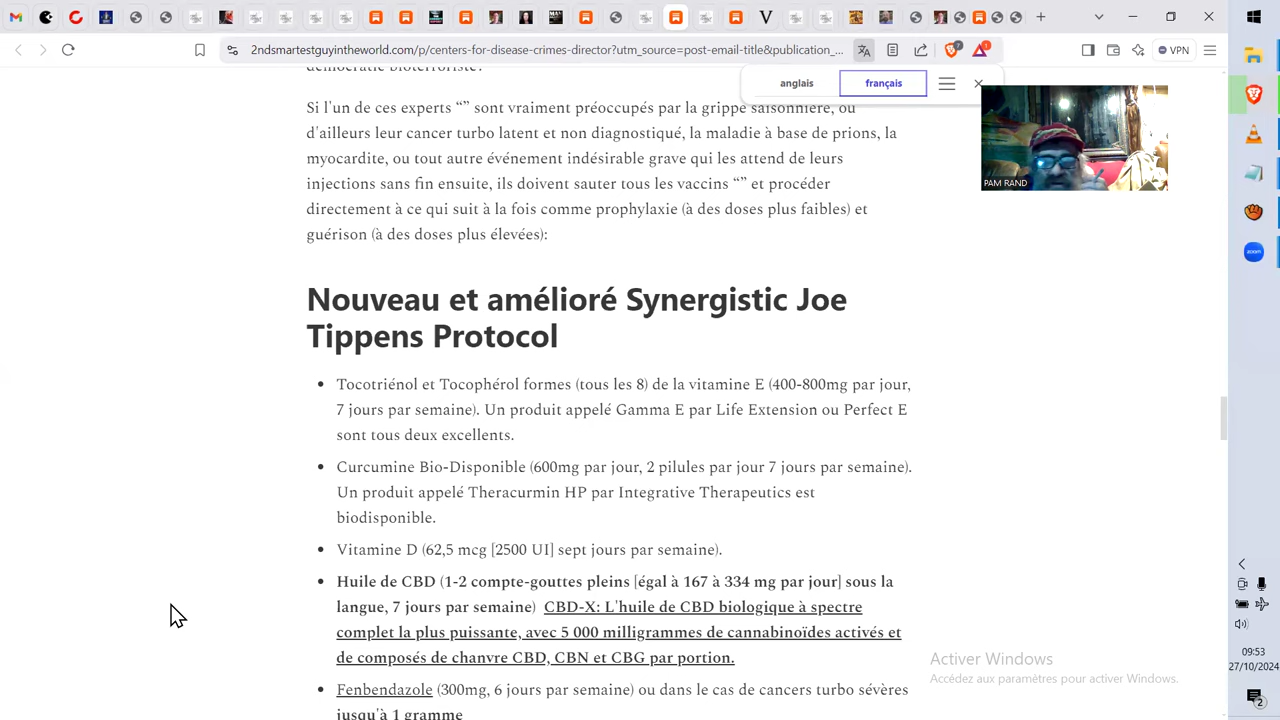 2ndsmartestguyintheworld.com/p/centers-for-disease-crimes-director?utm_source=post-email-title&publication_...
VPN
démocratie bioterroriste?
anglais
français
Si l'un de ces experts “” sont vraiment préoccupés par la grippe saisonnière, ou
d'ailleurs leur cancer turbo latent et non diagnostiqué, la maladie à base de prions, la
myocardite, ou tout autre événement indésirable grave qui les attend de leurs
injections sans fin ensuite, ils doivent sauter tous les vaccins “” et procéder
directement à ce qui suit à la fois comme prophylaxie (à des doses plus faibles) et
guérison (à des doses plus élevées):
PAM RAND
Nouveau et amélioré Synergistic Joe
Tippens Protocol
Tocotriénol et Tocophérol formes (tous les 8) de la vitamine E (400-800mg par jour,
7 jours par semaine). Un produit appelé Gamma E par Life Extension ou Perfect E
sont tous deux excellents.
Curcumine Bio-Disponible (600mg par jour, 2 pilules par jour 7 jours par semaine).
Un produit appelé Theracurmin HP par Integrative Therapeutics est
biodisponible.
Vitamine D (62,5 mcg [2500 UI] sept jours par semaine).
Huile de CBD (1-2 compte-gouttes pleins [égal à 167 à 334 mg par jour] sous la
langue, 7 jours par semaine) CBD-X: L'huile de CBD biologique à spectre
complet la plus puissante, avec 5 000 milligrammes de cannabinoïdes activés et
de composés de chanvre CBD, CBN et CBG par portion.
Fenbendazole (300mg, 6 jours par semaine) ou dans le cas de cancers turbo sévères
jusqu'à 1 gramme
zoom
Activer Windows
Accédez aux paramètres pour activer Windows.
09:53
27/10/2024
2